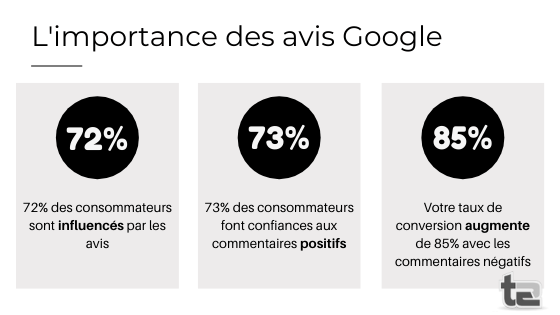 L'importance des avis Google
72%
72% des consommateurs
sont influencés par les
avis
73%
73% des consommateurs
font confiances aux
commentaires positifs
85%
Votre taux de
conversion augmente
de 85% avec les
commentaires négatifs